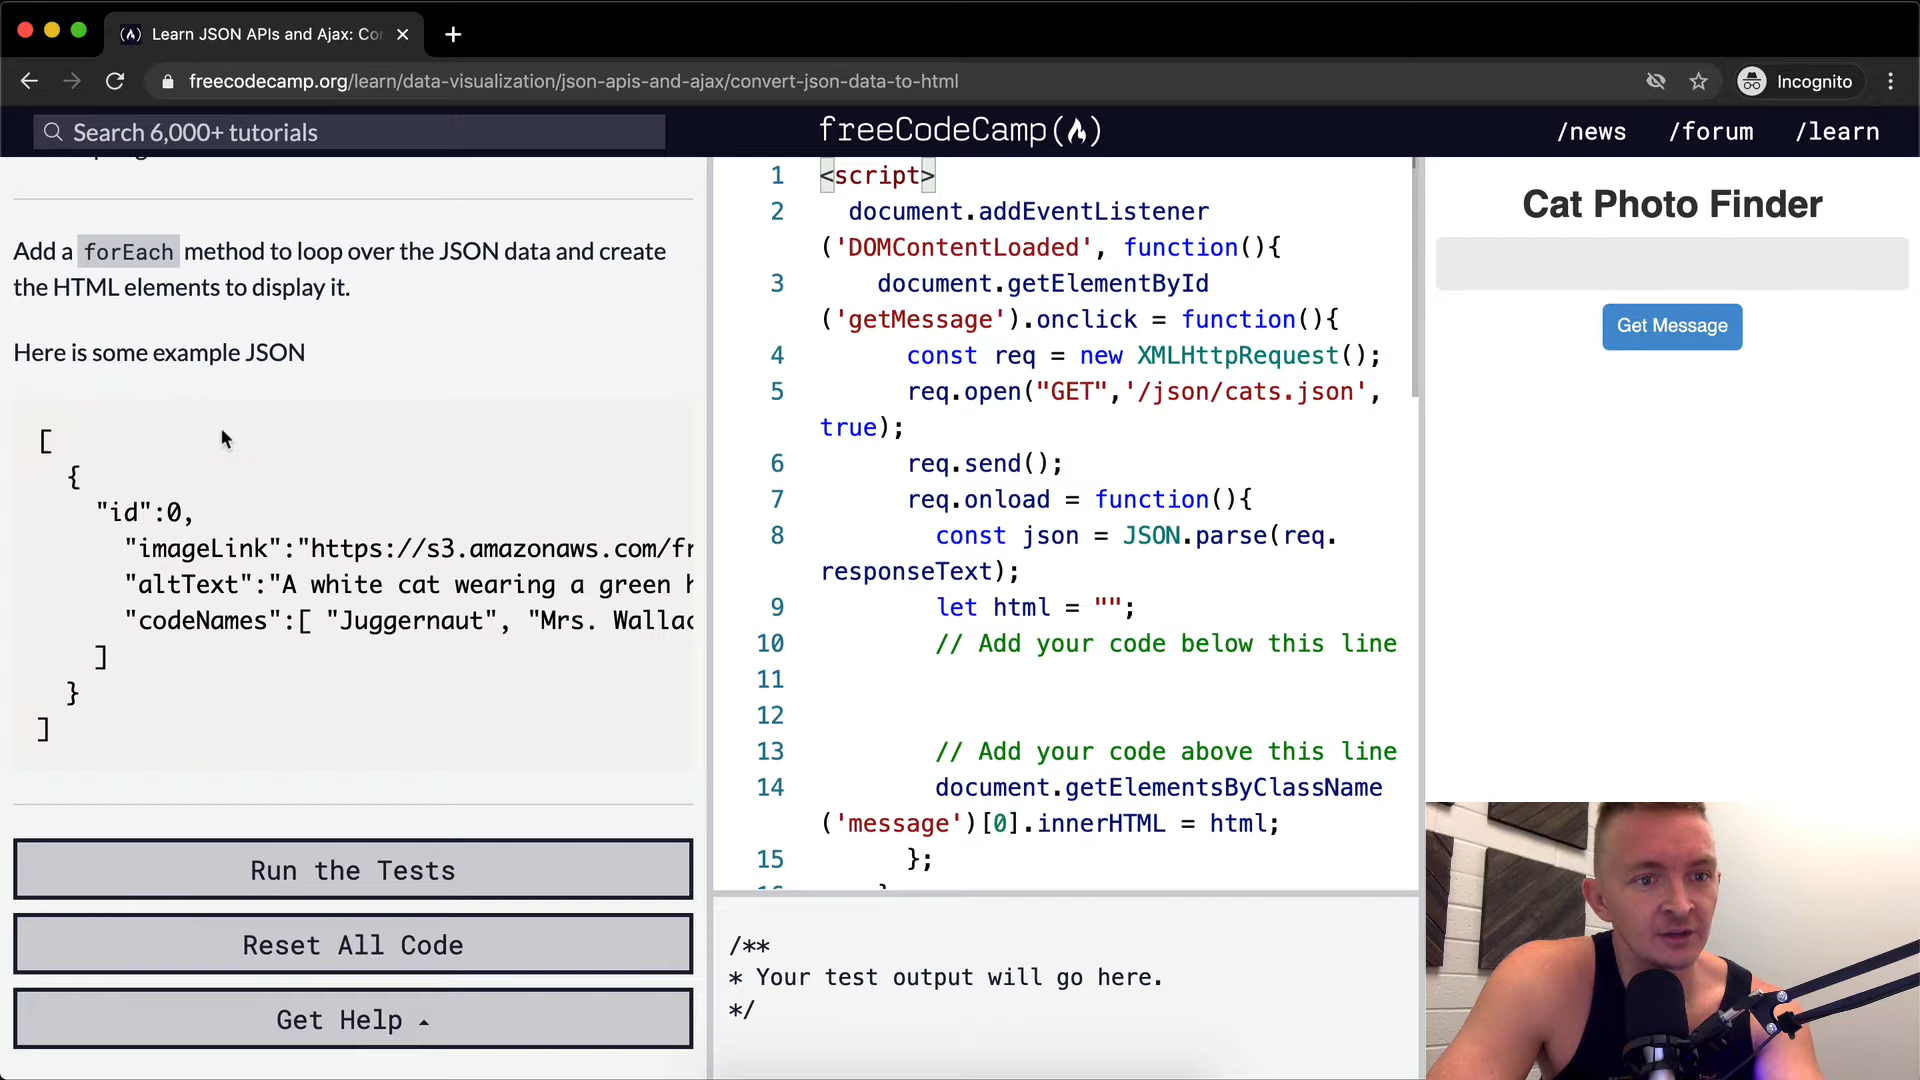 Learn JSON APIs and Ajax: Co
freecodecamp.org/learn/data-visualization/json-apis-and-ajax/convert-json-data-to-html
Incognito
Search 6,000+ tutorials
freeCodeCamp
/news
/forum
/learn
Add a forEach method to loop over the JSON data and create
the HTML elements to display it.
Here is some example JSON
[
{
"id":0,
"imageLink":"https://s3.amazonaws.com/fr
"altText":"A white cat wearing a green h
"codeNames":[ "Juggernaut", "Mrs. Wallac
]
}
]
Run the Tests
Reset All Code
Get Help
1 <script>
2 document.addEventListener
('DOMContentLoaded', function(){
3 document.getElementById
('getMessage').onclick = function(){
4 const req = new XMLHttpRequest();
5 req.open("GET",'/json/cats.json',
true);
6 req.send();
7 req.onload = function(){
8 const json = JSON.parse(req.
responseText);
9 let html = "";
10 // Add your code below this line
11
12
13 // Add your code above this line
14 document.getElementsByClassName
('message')[0].innerHTML = html;
15 };
/**
* Your test output will go here.
*/
Cat Photo Finder
Get Message